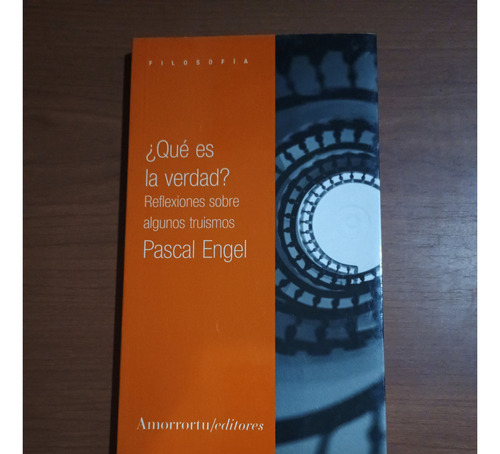 FILOSOFÍA
¿Qué es
la verdad?
Reflexiones sobre
algunos truismos
Pascal Engel
Amorrortu/editores